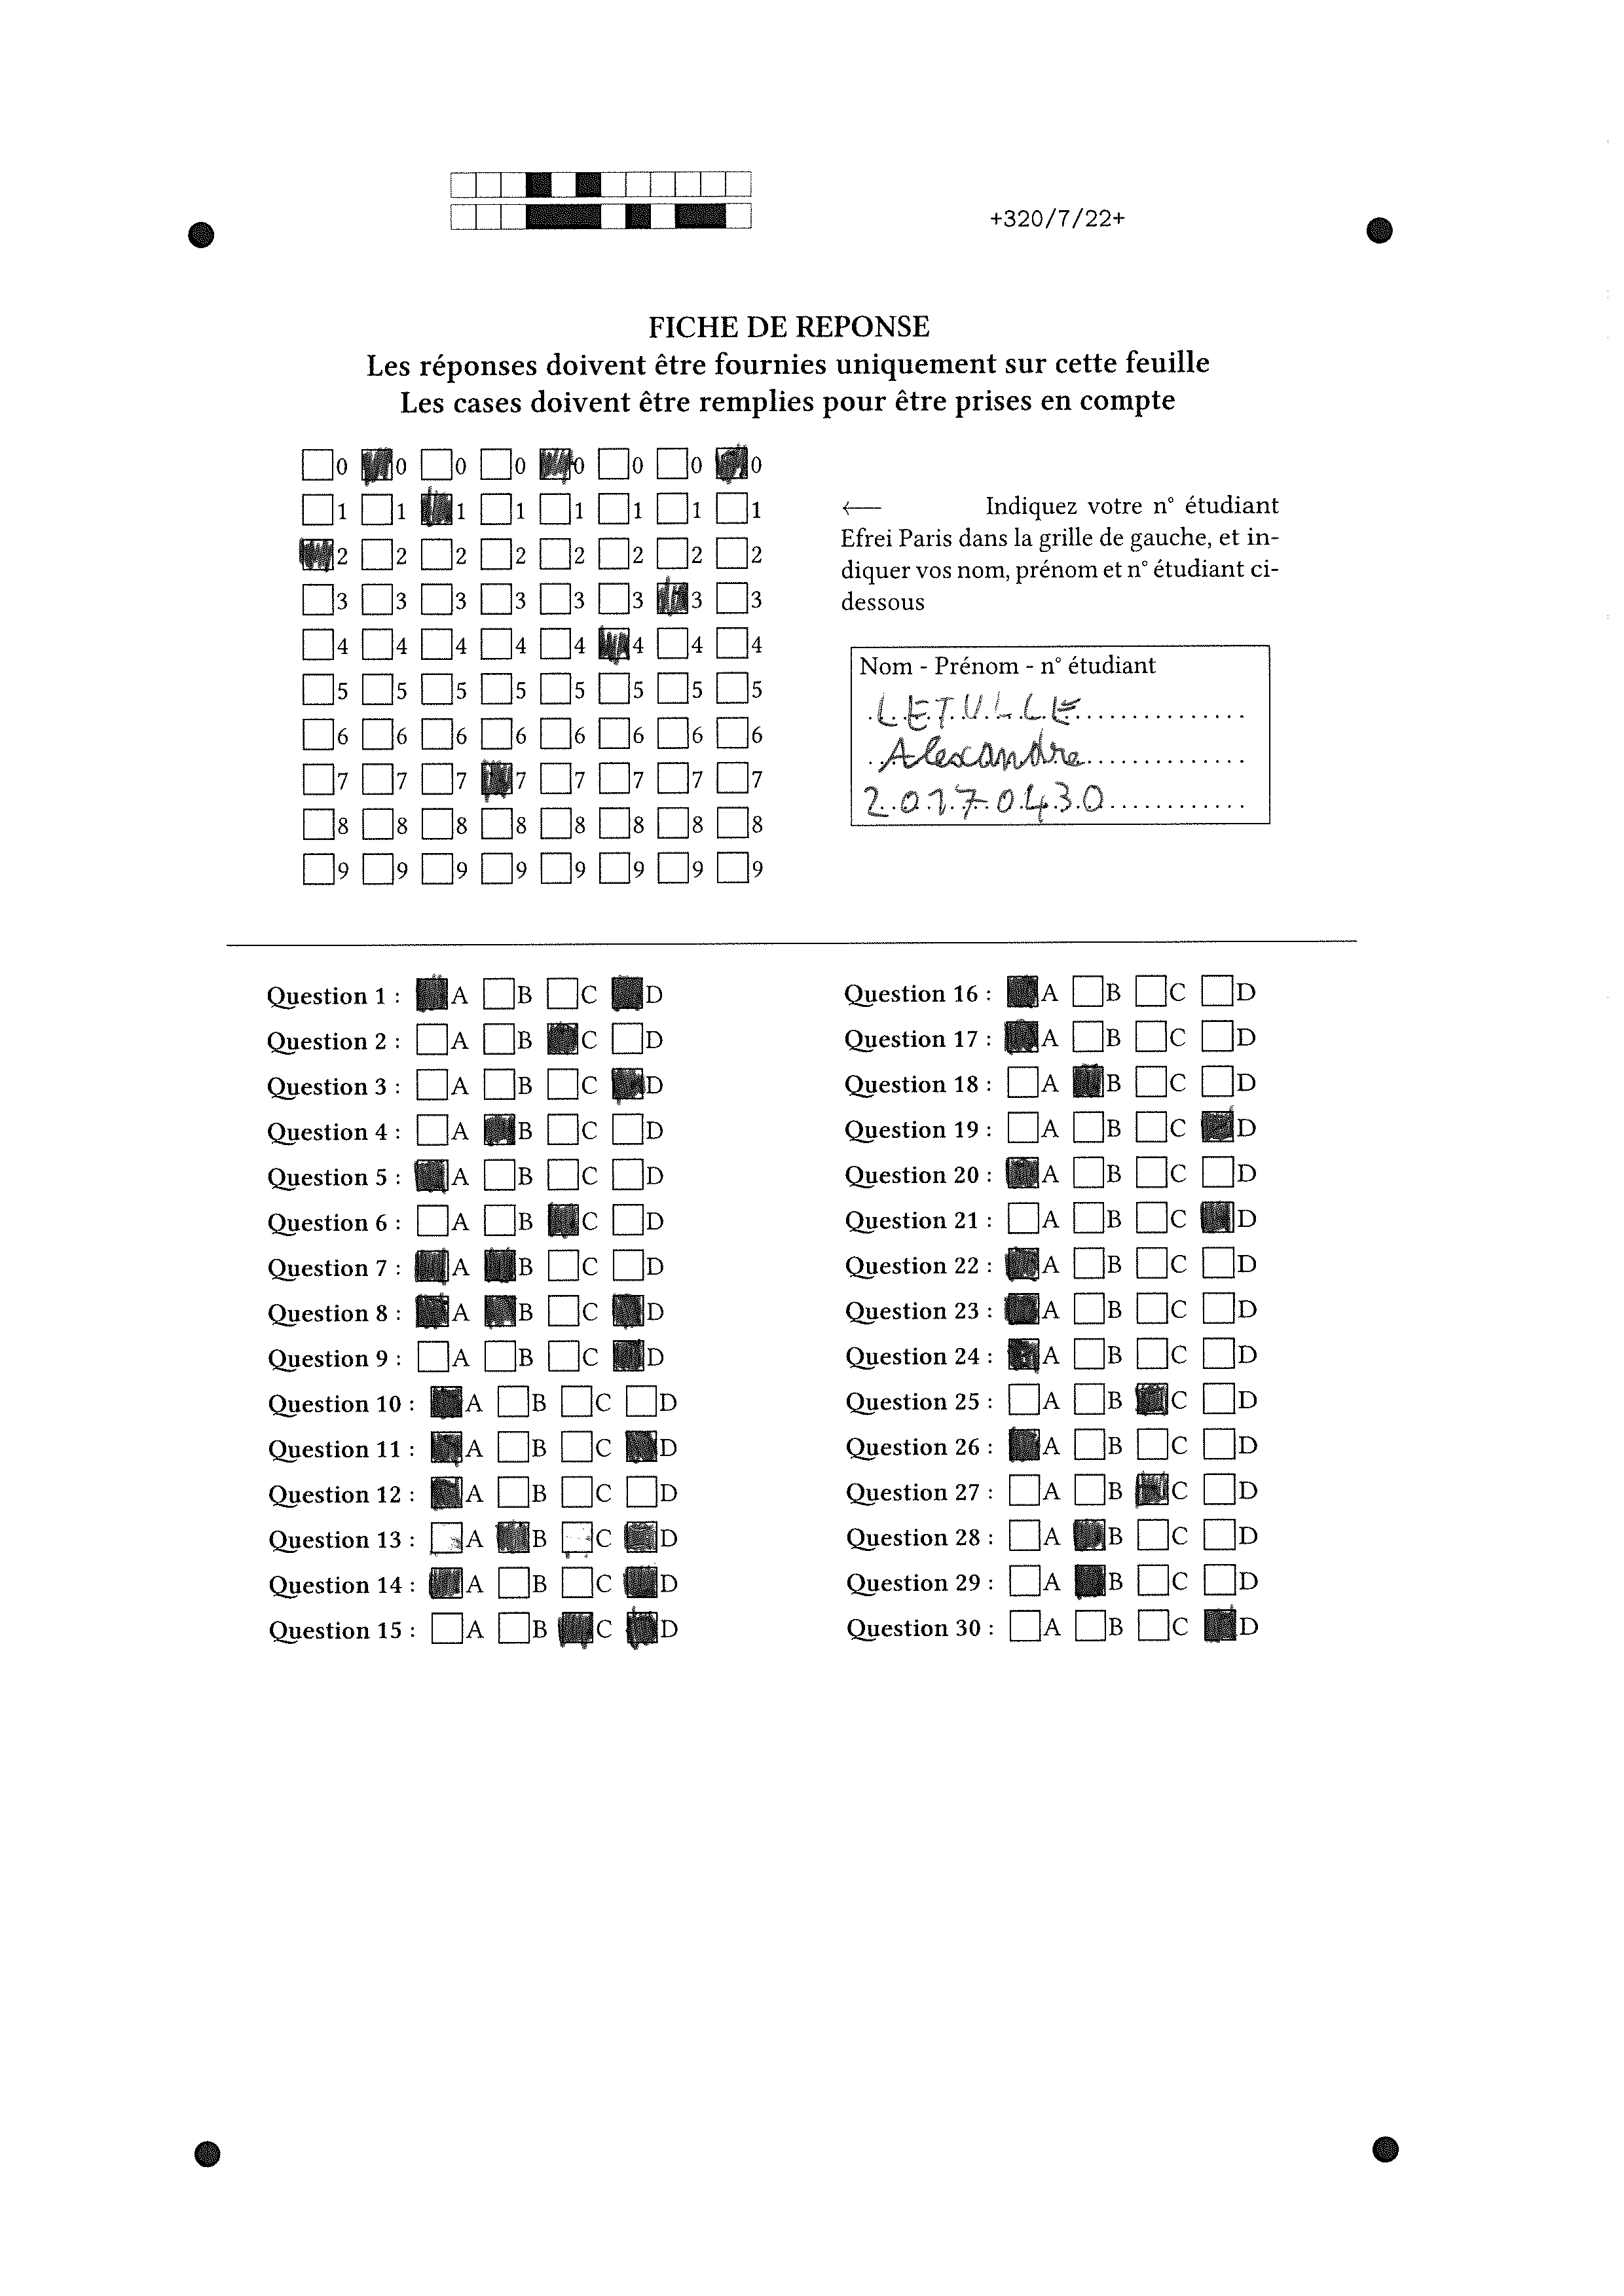 +320/7/22+
FICHE DE REPONSE
Les réponses doivent être fournies uniquement sur cette feuille
Les cases doivent être remplies pour être prises en compte
0 0 0 0 0 0 0 0
1 1 1 1 1 1 1 1
2 2 2 2 2 2 2 2
3 3 3 3 3 3 3 3
4 4 4 4 4 4 4 4
5 5 5 5 5 5 5 5
6 6 6 6 6 6 6 6
7 7 7 7 7 7 7 7
8 8 8 8 8 8 8 8
9 9 9 9 9 9 9 9
← Indiquez votre n° étudiant
Efrei Paris dans la grille de gauche, et in-
diquer vos nom, prénom et n° étudiant ci-
dessous
Nom - Prénom - n° étudiant
LETULLE
Alexandre
20170430
Question 1 : A B C D
Question 2 : A B C D
Question 3 : A B C D
Question 4 : A B C D
Question 5 : A B C D
Question 6 : A B C D
Question 7 : A B C D
Question 8 : A B C D
Question 9 : A B C D
Question 10 : A B C D
Question 11 : A B C D
Question 12 : A B C D
Question 13 : A B C D
Question 14 : A B C D
Question 15 : A B C D
Question 16 : A B C D
Question 17 : A B C D
Question 18 : A B C D
Question 19 : A B C D
Question 20 : A B C D
Question 21 : A B C D
Question 22 : A B C D
Question 23 : A B C D
Question 24 : A B C D
Question 25 : A B C D
Question 26 : A B C D
Question 27 : A B C D
Question 28 : A B C D
Question 29 : A B C D
Question 30 : A B C D